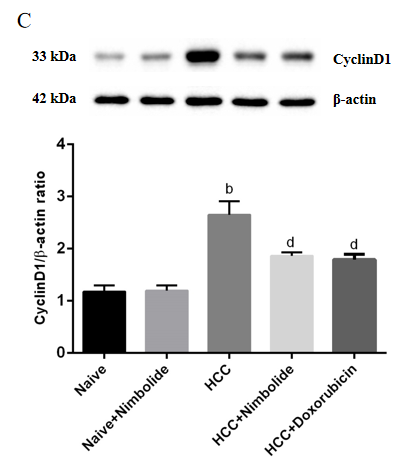 C
33 kDa
CyclinD1
42 kDa
β-actin
CyclinD1/β-actin ratio
4
3
2
1
0
b
d
d
Naive
Naive+Nimbolide
HCC
HCC+Nimbolide
HCC+Doxorubicin